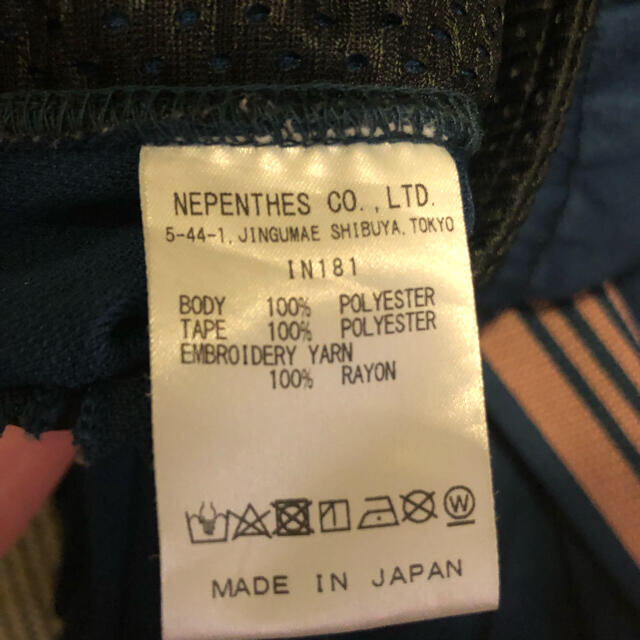 NEPENTHES CO.,LTD.
5-44-1, JINGUMAE SHIBUYA, TOKYO
IN181
BODY 100% POLYESTER
TAPE 100% POLYESTER
EMBROIDERY YARN
100% RAYON
W
MADE IN JAPAN